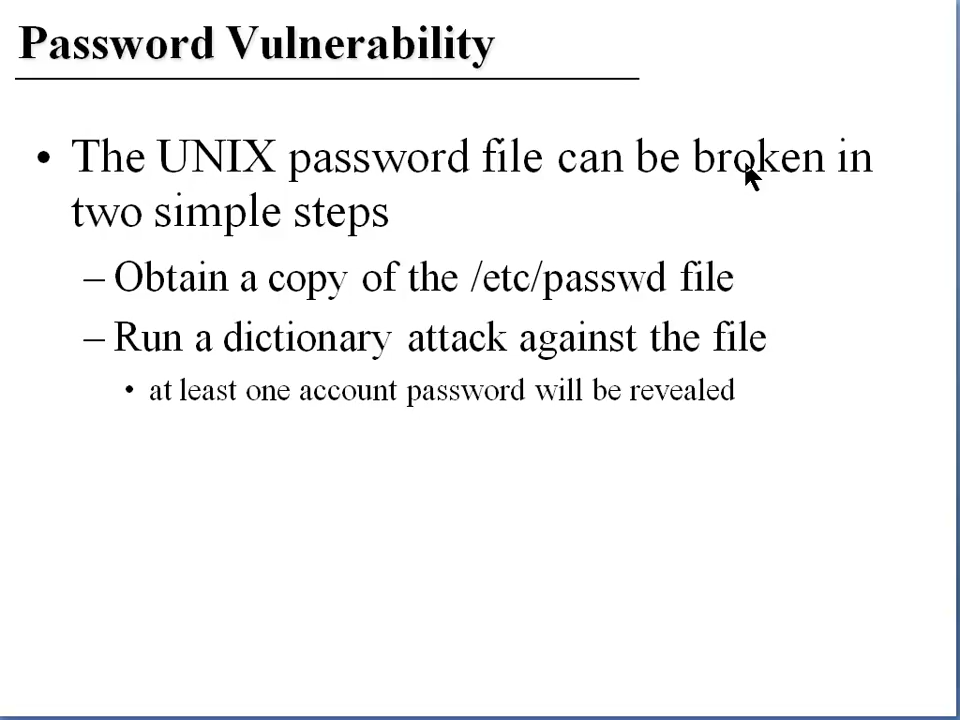 Password Vulnerability
• The UNIX password file can be broken in
two simple steps
– Obtain a copy of the /etc/passwd file
– Run a dictionary attack against the file
• at least one account password will be revealed